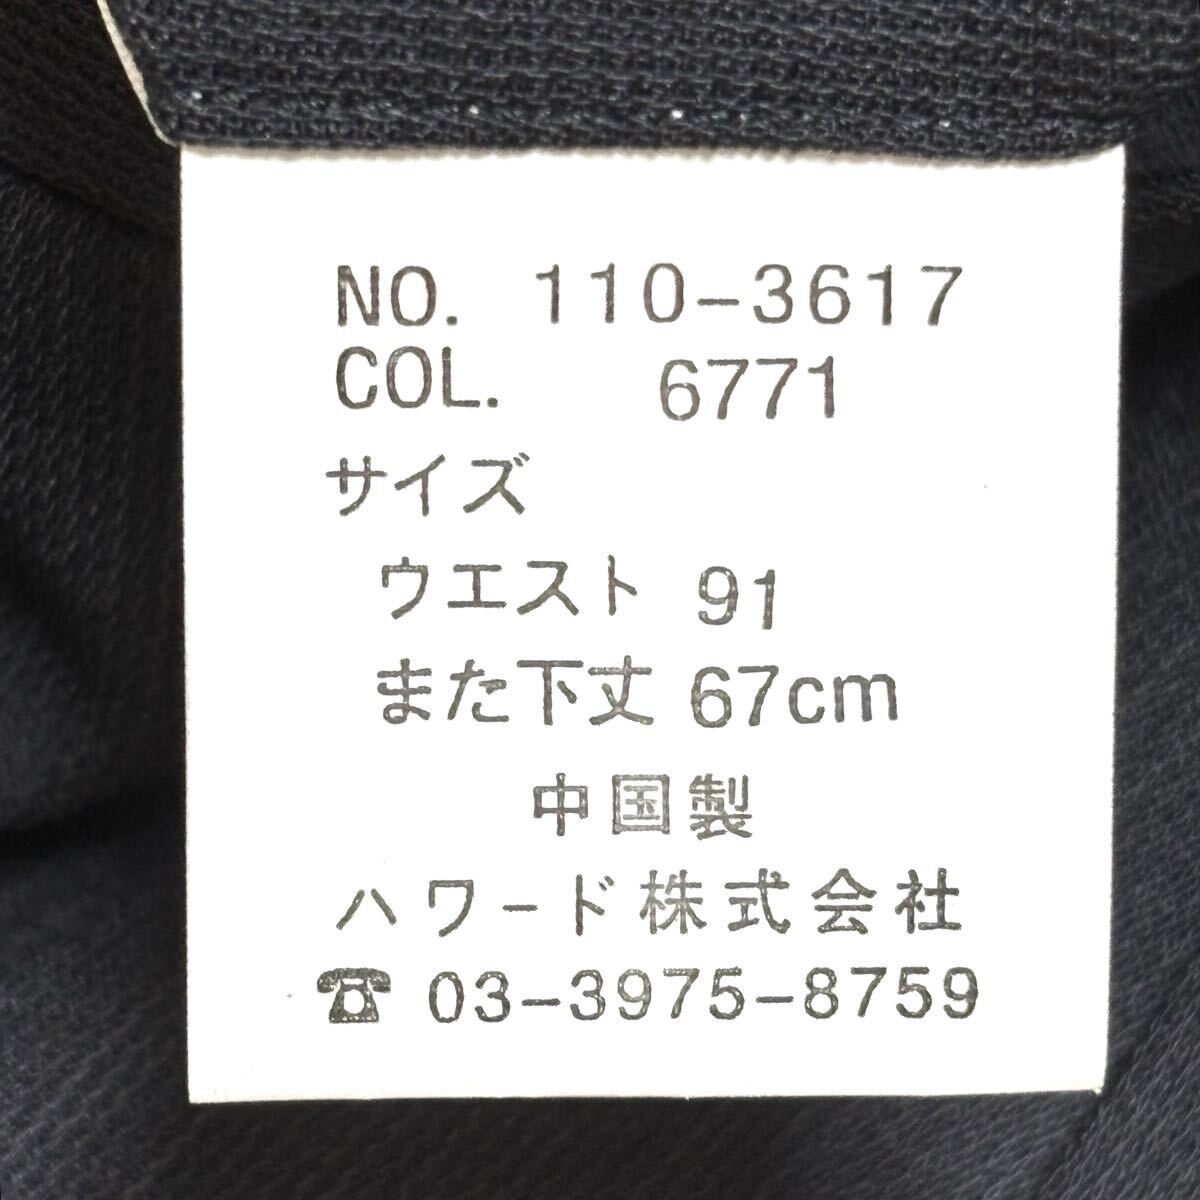 NO. 110-3617
COL. 6771
サイズ
ウエスト 91
また下丈 67cm
中国製
ハワード株式会社
☎ 03-3975-8759